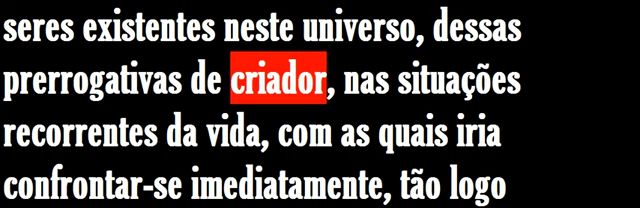 seres existentes neste universo, dessas
prerrogativas de criador, nas situações
recorrentes da vida, com as quais iria
confrontar-se imediatamente, tão logo